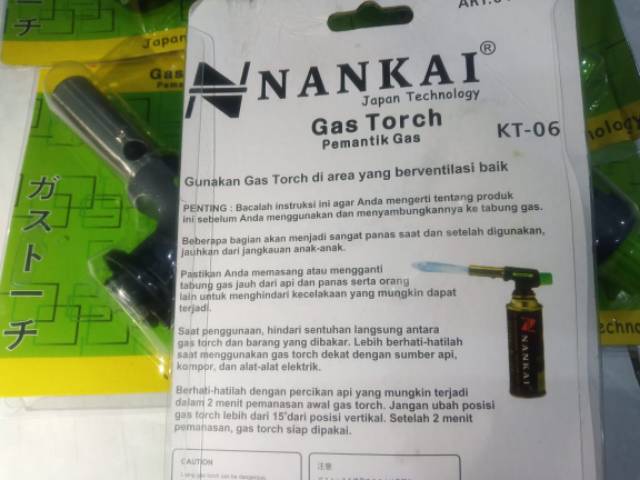 NANKAI®
Japan Technology
Gas Torch
Pemantik Gas
KT-06
Gunakan Gas Torch di area yang berventilasi baik
PENTING : Bacalah instruksi ini agar Anda mengerti tentang produk
ini sebelum Anda menggunakan dan menyambungkannya ke tabung gas.
Beberapa bagian akan menjadi sangat panas saat dan setelah digunakan,
jauhkan dari jangkauan anak-anak.
Pastikan Anda memasang atau mengganti
tabung gas jauh dari api dan panas serta orang
lain untuk menghindari kecelakaan yang mungkin dapat
terjadi.
Saat penggunaan, hindari sentuhan langsung antara
gas torch dan barang yang dibakar. Lebih berhati-hatilah
saat menggunakan gas torch dekat dengan sumber api,
kompor, dan alat-alat elektrik.
Berhati-hatilah dengan percikan api yang mungkin terjadi
dalam 2 menit pemanasan awal gas torch. Jangan ubah posisi
gas torch lebih dari 15°dari posisi vertikal. Setelah 2 menit
pemanasan, gas torch siap dipakai.
NANKAI
CAUTION
注意
ガストーチ
Japan
Gas
ガストーチ